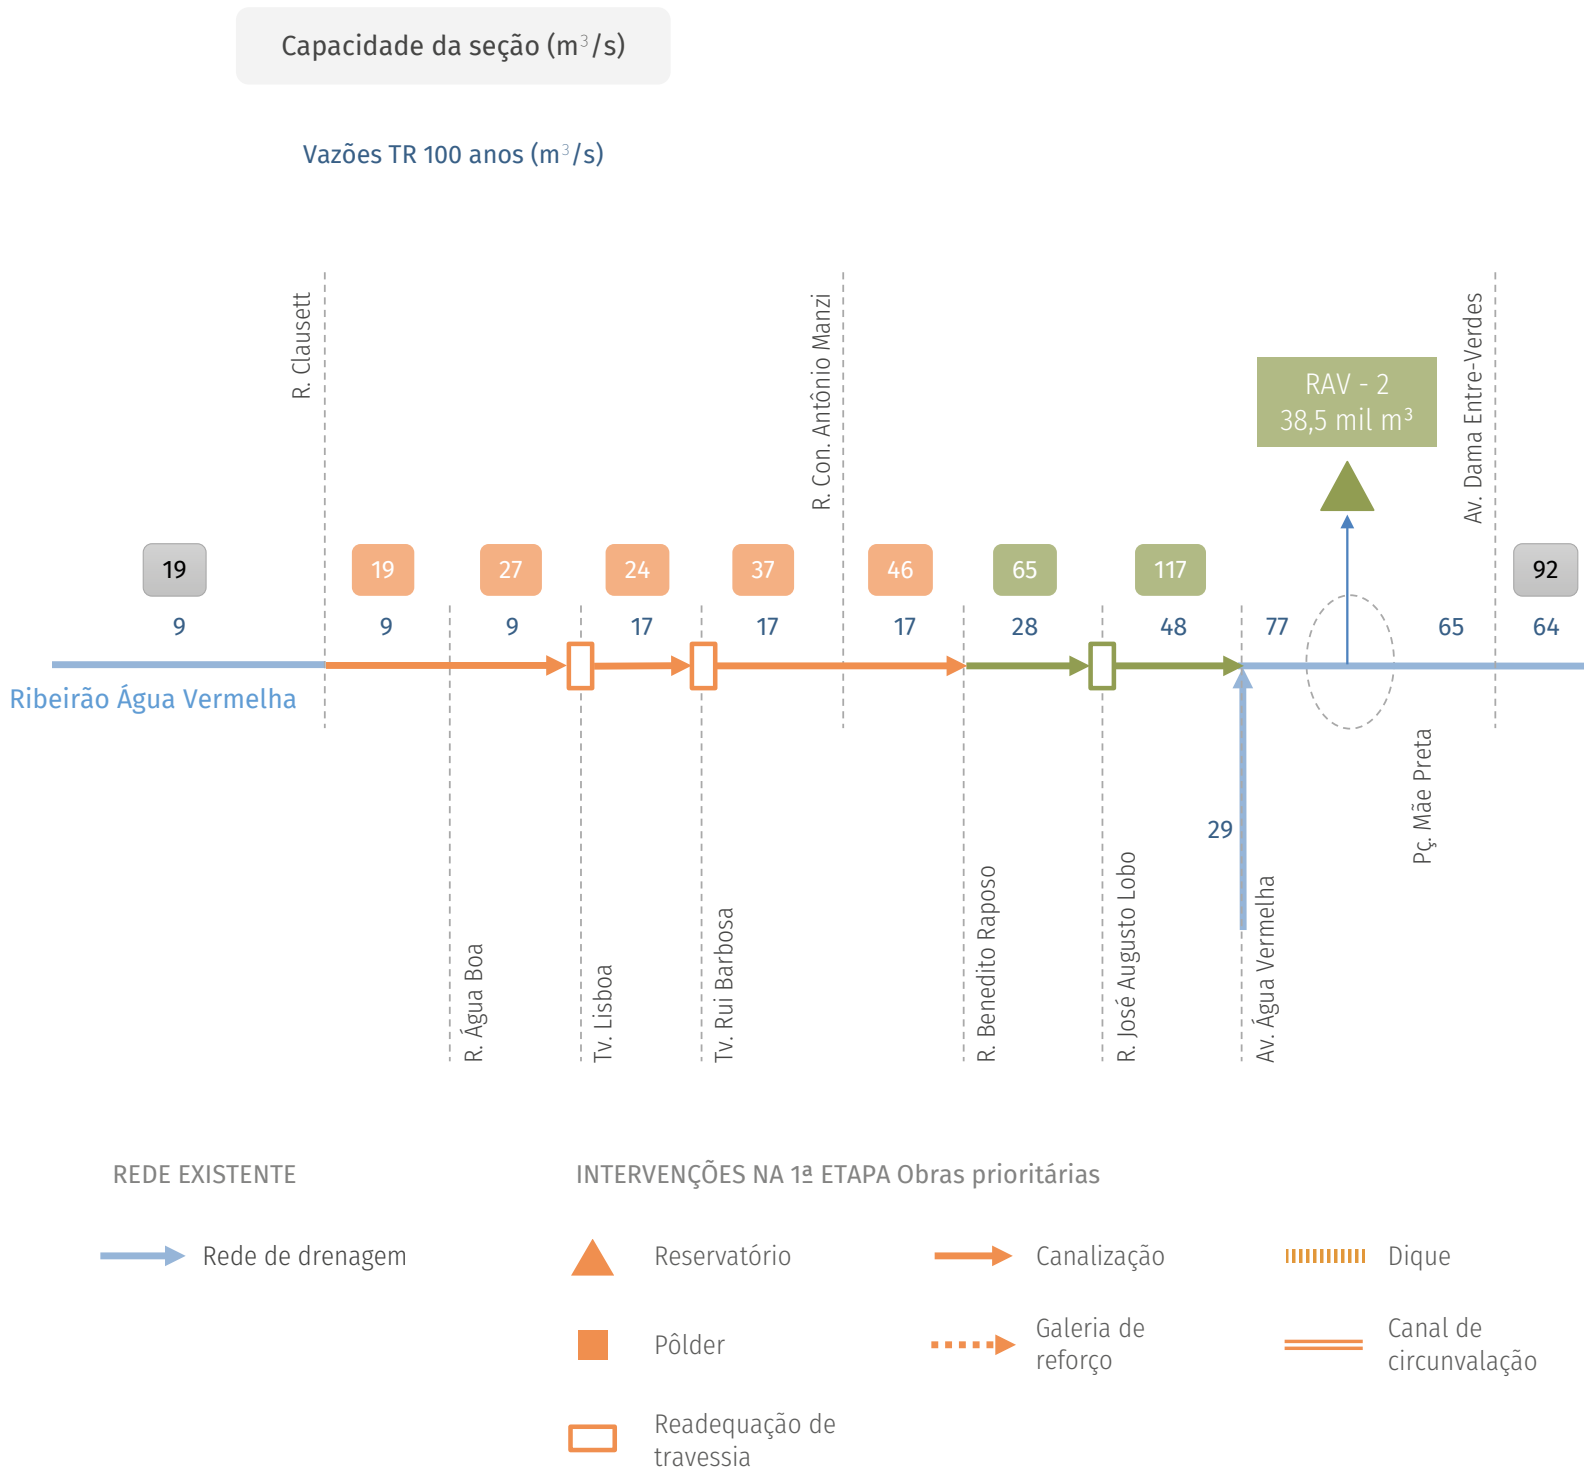 Capacidade da seção (m³/s)
Vazões TR 100 anos (m³/s)
R. Clausett
R. Con. Antônio Manzi
Av. Dama Entre-Verdes
RAV - 2
38,5 mil m³
19
19
27
24
37
46
65
117
92
9
9
9
17
17
17
28
48
77
65
64
Ribeirão Água Vermelha
29
Pç. Mãe Preta
R. Água Boa
Tv. Lisboa
Tv. Rui Barbosa
R. Benedito Raposo
R. José Augusto Lobo
Av. Água Vermelha
REDE EXISTENTE
INTERVENÇÕES NA 1ª ETAPA Obras prioritárias
Rede de drenagem
Reservatório
Canalização
Dique
Pôlder
Galeria de
reforço
Canal de
circunvalação
Readequação de
travessia